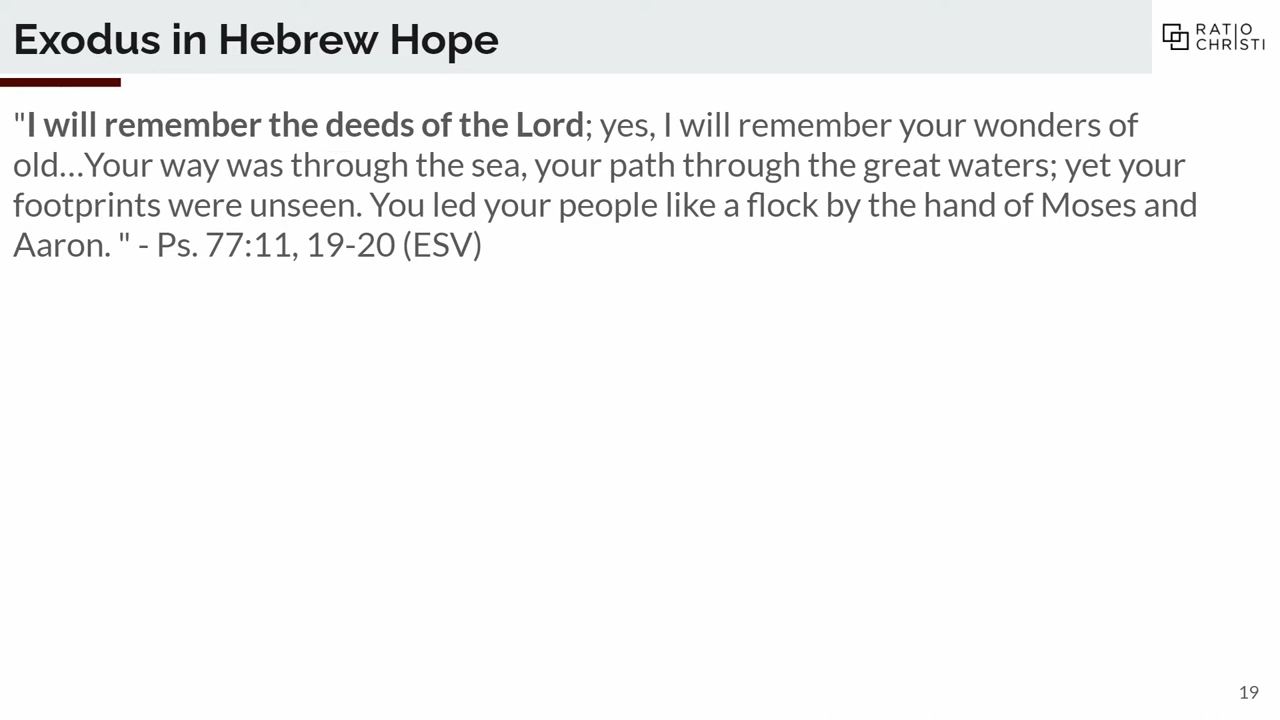 Exodus in Hebrew Hope
RATIO
CHRISTI
"I will remember the deeds of the Lord; yes, I will remember your wonders of
old...Your way was through the sea, your path through the great waters; yet your
footprints were unseen. You led your people like a flock by the hand of Moses and
Aaron. " - Ps. 77:11, 19-20 (ESV)
19